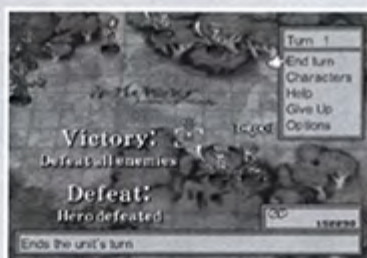 Turn 1
End turn
Characters
Help
Give Up
Options
Victory:
Defeat all enemies
Defeat:
Hero defeated
Ends the unit's turn